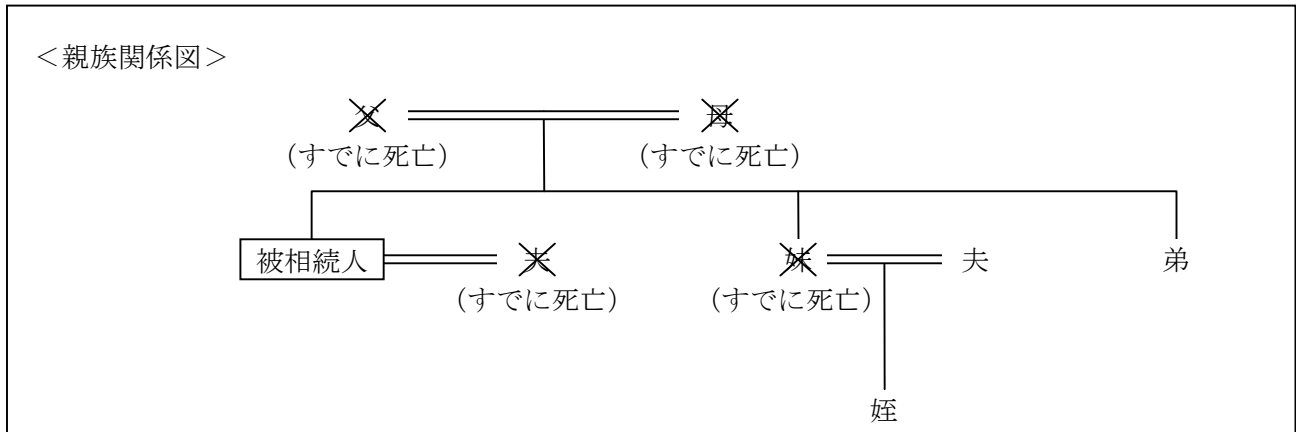 ＜親族関係図＞
父 母
（すでに死亡） （すでに死亡）
被相続人 夫 妹 夫 弟
（すでに死亡） （すでに死亡）
姪